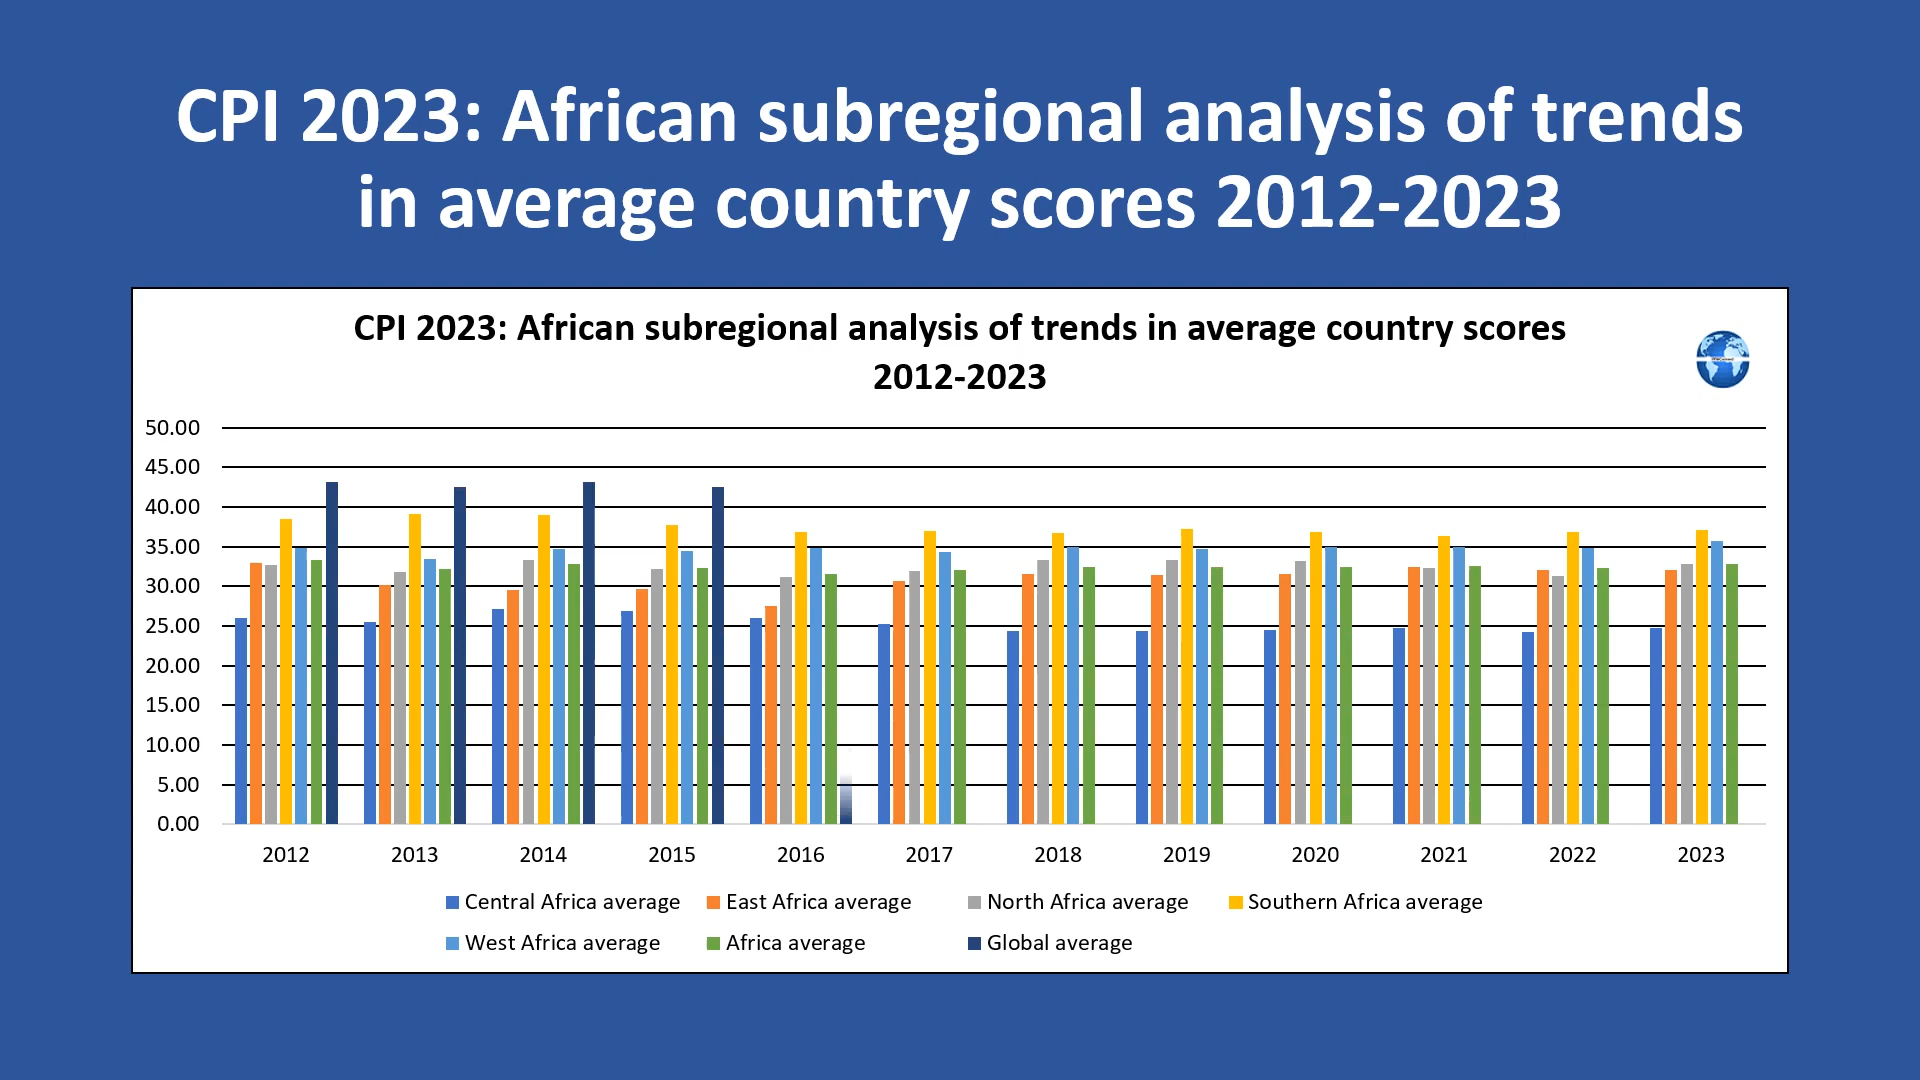 CPI 2023: African subregional analysis of trends
in average country scores 2012-2023
CPI 2023: African subregional analysis of trends in average country scores
2012-2023
50.00
45.00
40.00
35.00
30.00
25.00
20.00
15.00
10.00
5.00
0.00
2012 2013 2014 2015 2016 2017 2018 2019 2020 2021 2022 2023
Central Africa average East Africa average North Africa average Southern Africa average
West Africa average Africa average Global average